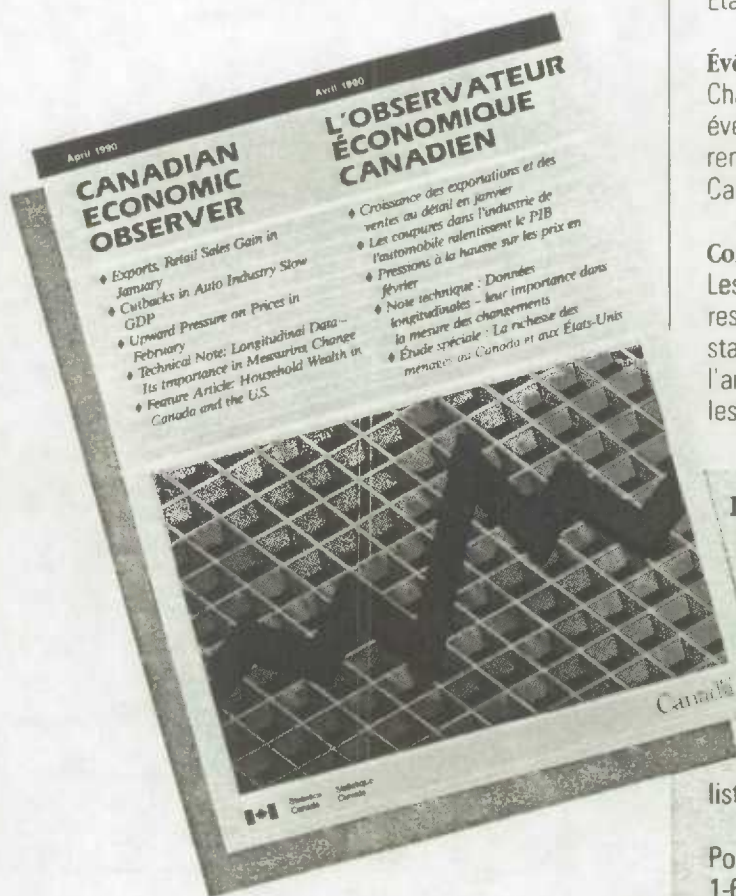 April 1990
Avril 1990
CANADIAN
ECONOMIC
OBSERVER
♦ Exports, Retail Sales Gain in
January
♦ Cutbacks in Auto Industry Slow
GDP
♦ Upward Pressure on Prices in
February
♦ Technical Note: Longitudinal Data –
Its Importance in Measuring Change
♦ Feature Article: Household Wealth in
Canada and the U.S.
L'OBSERVATEUR
ÉCONOMIQUE
CANADIEN
♦ Croissance des exportations et des
ventes au détail en janvier
♦ Les coupures dans l'industrie de
l'automobile ralentissent le PIB
♦ Pressions à la hausse sur les prix en
février
♦ Note technique : Données
longitudinales – leur importance dans
la mesure des changements
♦ Étude spéciale : La richesse des
ménages au Canada et aux États-Unis
Canada
Statistics
Canada
Statistique
Canada
Éta
Évé
Cha
éve
ren
Ca
Co
Les
res
sta
l'an
les
list
Po
1-